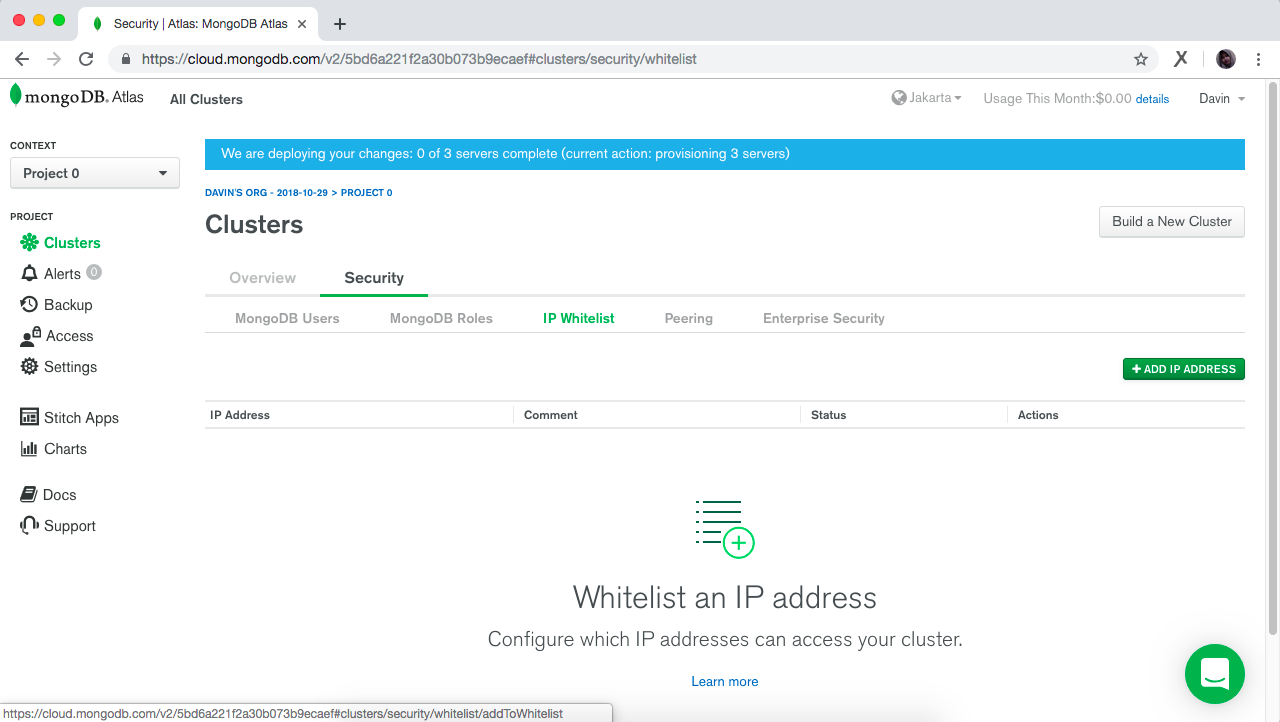 Security | Atlas: MongoDB Atlas
https://cloud.mongodb.com/v2/5bd6a221f2a30b073b9ecaef#clusters/security/whitelist
mongoDB. Atlas
All Clusters
Jakarta
Usage This Month:$0.00 details
Davin
CONTEXT
Project 0
PROJECT
Clusters
Alerts 0
Backup
Access
Settings
Stitch Apps
Charts
Docs
Support
We are deploying your changes: 0 of 3 servers complete (current action: provisioning 3 servers)
DAVIN'S ORG - 2018-10-29 > PROJECT 0
Clusters
Build a New Cluster
Overview
Security
MongoDB Users
MongoDB Roles
IP Whitelist
Peering
Enterprise Security
+ ADD IP ADDRESS
IP Address
Comment
Status
Actions
Whitelist an IP address
Configure which IP addresses can access your cluster.
Learn more
https://cloud.mongodb.com/v2/5bd6a221f2a30b073b9ecaef#clusters/security/whitelist/addToWhitelist